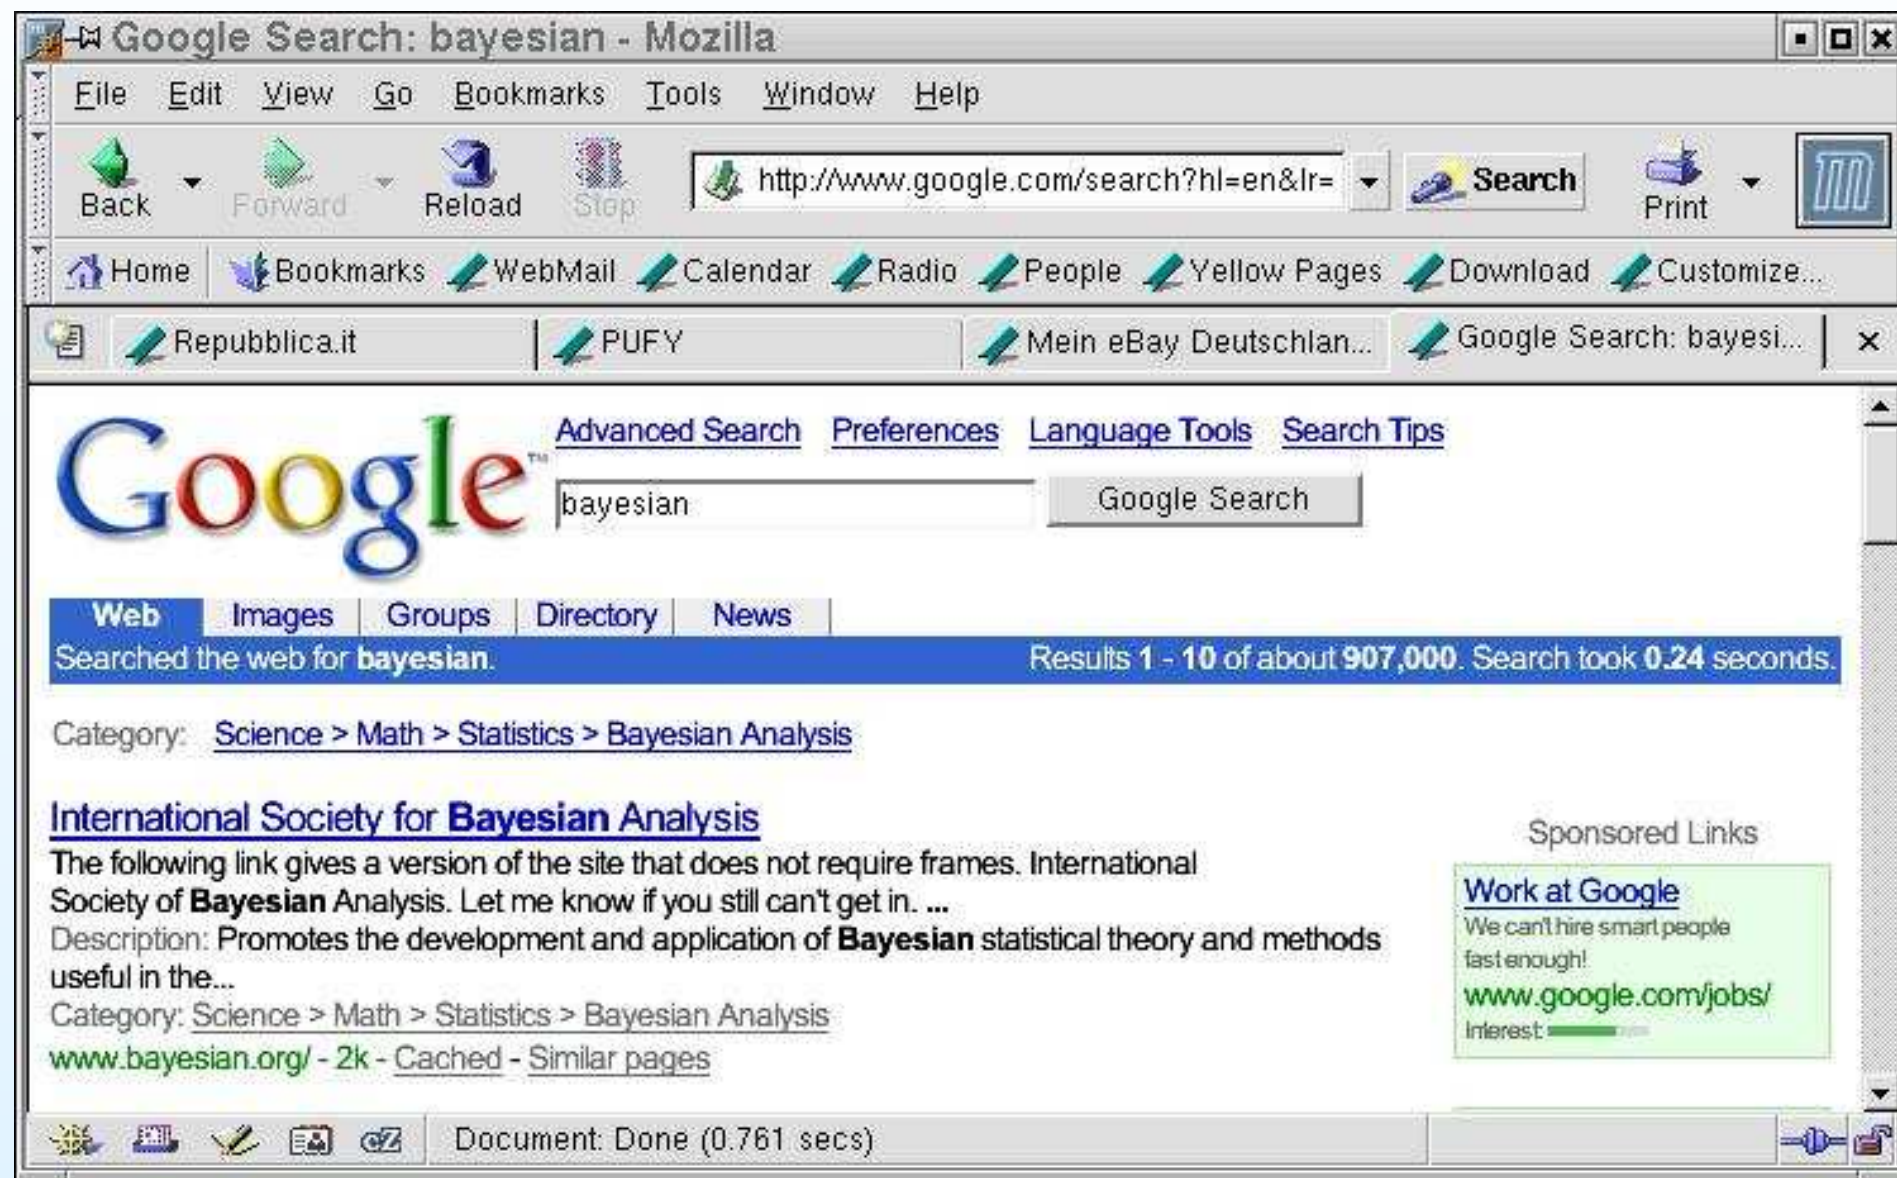 Google Search: bayesian - Mozilla
File Edit View Go Bookmarks Tools Window Help
Back Forward Reload Stop http://www.google.com/search?hl=en&lr= Search Print
Home Bookmarks WebMail Calendar Radio People Yellow Pages Download Customize...
Repubblica.it PUFY Mein eBay Deutschlan... Google Search: bayesi...
Google™
Advanced Search Preferences Language Tools Search Tips
bayesian Google Search
Web Images Groups Directory News
Searched the web for bayesian. Results 1 - 10 of about 907,000. Search took 0.24 seconds.
Category: Science > Math > Statistics > Bayesian Analysis
International Society for Bayesian Analysis
The following link gives a version of the site that does not require frames. International
Society of Bayesian Analysis. Let me know if you still can't get in. ...
Description: Promotes the development and application of Bayesian statistical theory and methods
useful in the...
Category: Science > Math > Statistics > Bayesian Analysis
www.bayesian.org/ - 2k - Cached - Similar pages
Sponsored Links
Work at Google
We can't hire smart people
fast enough!
www.google.com/jobs/
Interest:
Document: Done (0.761 secs)